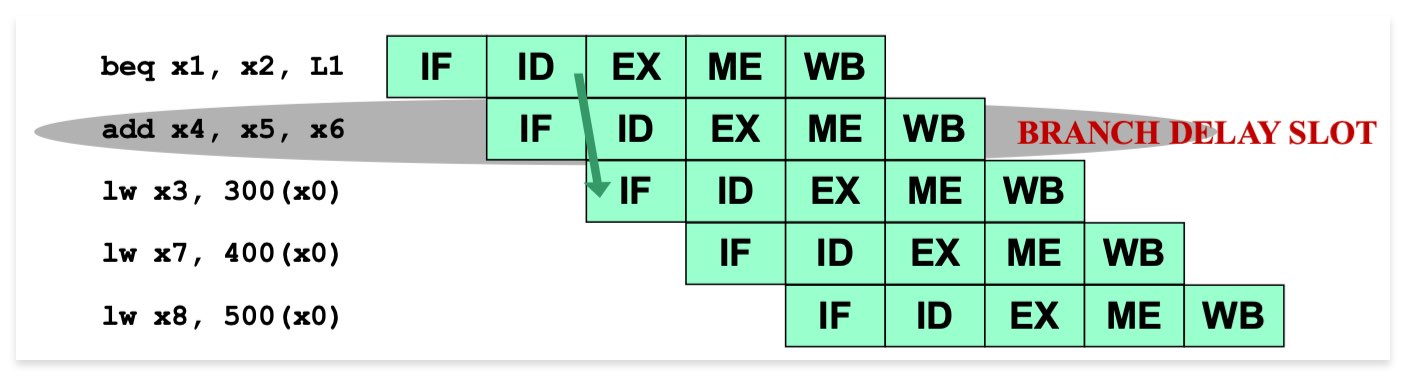 beq x1, x2, L1 IF ID EX ME WB
add x4, x5, x6 IF ID EX ME WB BRANCH DELAY SLOT
lw x3, 300(x0) IF ID EX ME WB
lw x7, 400(x0) IF ID EX ME WB
lw x8, 500(x0) IF ID EX ME WB